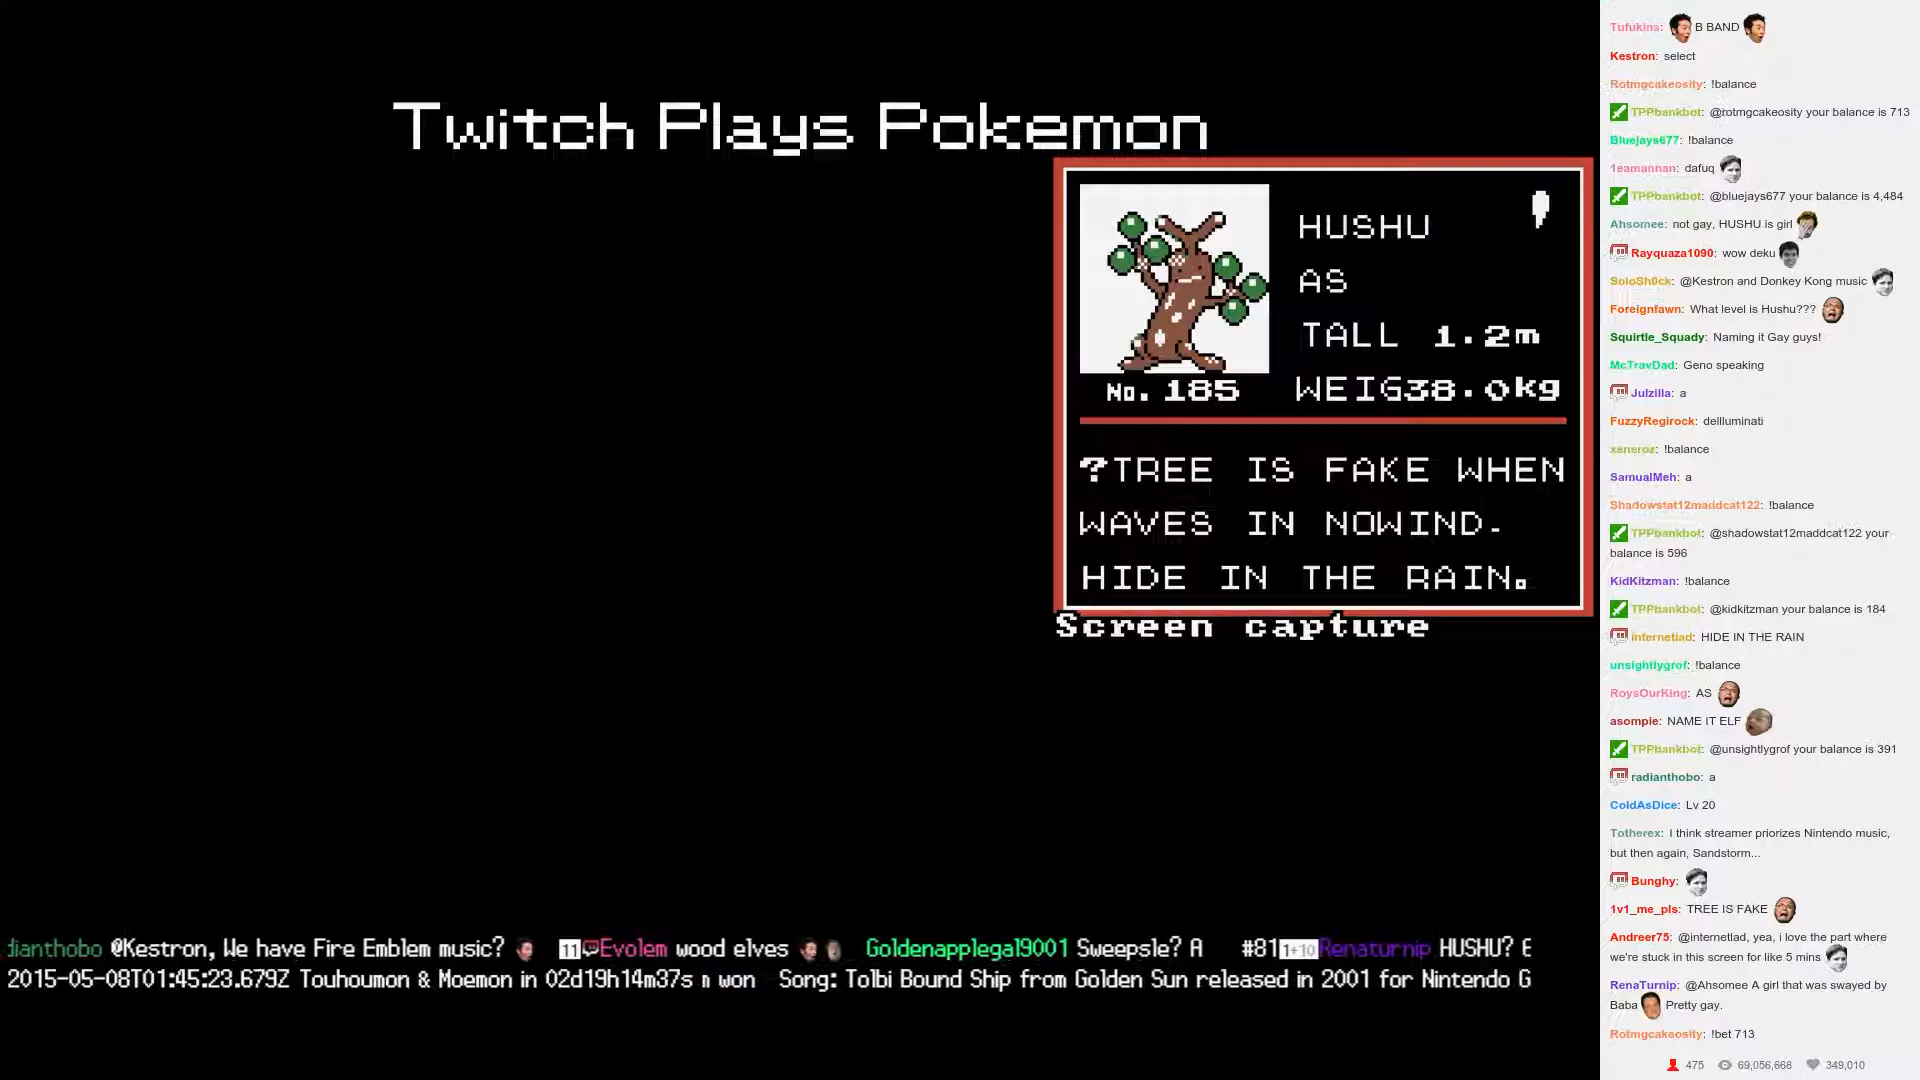 Twitch Plays Pokemon
HUSHU
AS
TALL 1.2m
No. 185 WEIG38.0kg
?TREE IS FAKE WHEN
WAVES IN NOWIND.
HIDE IN THE RAIN.
Screen capture
dianthobo @Kestron, We have Fire Emblem music? 11 Evolem wood elves Goldenapplegal9001 Sweepsle? A #81 1+10 Renaturnip HUSHU? E
2015-05-08T01:45:23.679Z Touhoumon & Moemon in 02d19h14m37s n won Song: Tolbi Bound Ship from Golden Sun released in 2001 for Nintendo G
Tufukins: B BAND
Kestron: select
Rotmgcakeosity: !balance
TPPbankbot: @rotmgcakeosity your balance is 713
Bluejays677: !balance
1eamannan: dafuq
TPPbankbot: @bluejays677 your balance is 4,484
Ahsomee: not gay, HUSHU is girl
Rayquaza1090: wow deku
SoloSh0ck: @Kestron and Donkey Kong music
Foreignfawn: What level is Hushu???
Squirtle_Squady: Naming it Gay guys!
McTravDad: Geno speaking
Julzilla: a
FuzzyRegirock: dellluminati
xeneroz: !balance
SamualMeh: a
Shadowstat12maddcat122: !balance
TPPbankbot: @shadowstat12maddcat122 your
balance is 596
KidKitzman: !balance
TPPbankbot: @kidkitzman your balance is 184
internetlad: HIDE IN THE RAIN
unsightlygrof: !balance
RoysOurKing: AS
asompie: NAME IT ELF
TPPbankbot: @unsightlygrof your balance is 391
radianthobo: a
ColdAsDice: Lv 20
Totherex: I think streamer priorizes Nintendo music,
but then again, Sandstorm...
Bunghy:
1v1_me_pls: TREE IS FAKE
Andreer75: @internetlad, yea, i love the part where
we're stuck in this screen for like 5 mins
RenaTurnip: @Ahsomee A girl that was swayed by
Baba Pretty gay.
Rotmgcakeosity: !bet 713
475 69,056,668 349,010